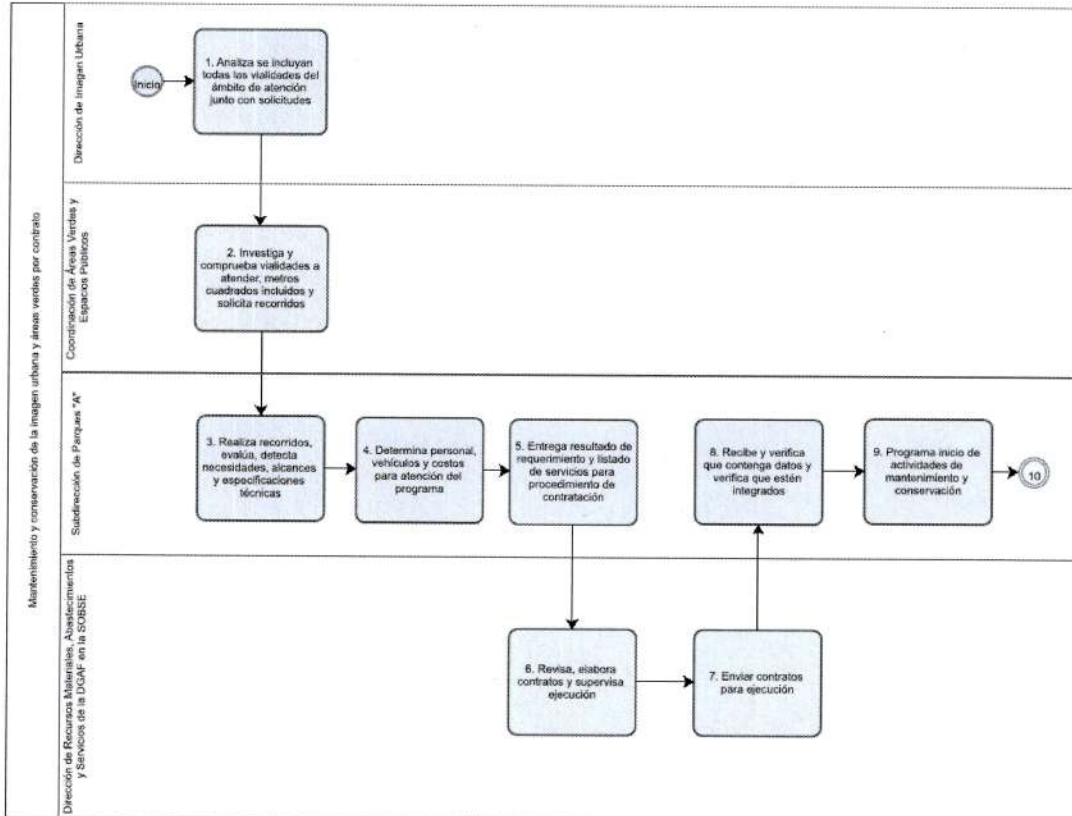 Mantenimiento y conservación de la imagen urbana y áreas verdes por contrato
Dirección de Imagen Urbana
Inicio
1. Analiza se incluyan
todas las vialidades del
ámbito de atención
junto con solicitudes
Coordinación de Áreas Verdes y
Espacios Públicos
2. Investiga y
comprueba vialidades a
atender, metros
cuadrados incluidos y
solicita recorridos
Subdirección de Parques "A"
3. Realiza recorridos,
evalúa, detecta
necesidades, alcances
y especificaciones
técnicas
4. Determina personal,
vehículos y costos
para atención del
programa
5. Entrega resultado de
requerimiento y listado
de servicios para
procedimiento de
contratación
8. Recibe y verifica
que contenga datos y
verifica que estén
integrados
9. Programa inicio de
actividades de
mantenimiento y
conservación
10
Dirección de Recursos Materiales, Abastecimientos
y Servicios de la DGAF en la SOBSE
6. Revisa, elabora
contratos y supervisa
ejecución
7. Enviar contratos
para ejecución